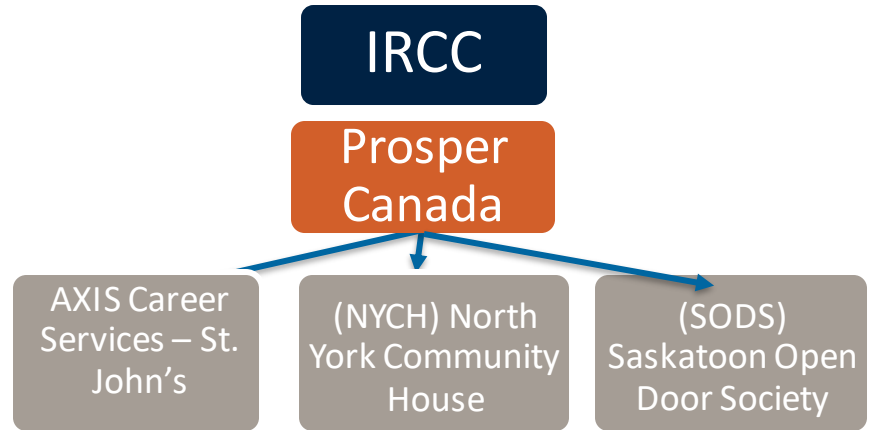 IRCC
Prosper
Canada
AXIS Career
Services – St.
John’s
(NYCH) North
York Community
House
(SODS)
Saskatoon Open
Door Society